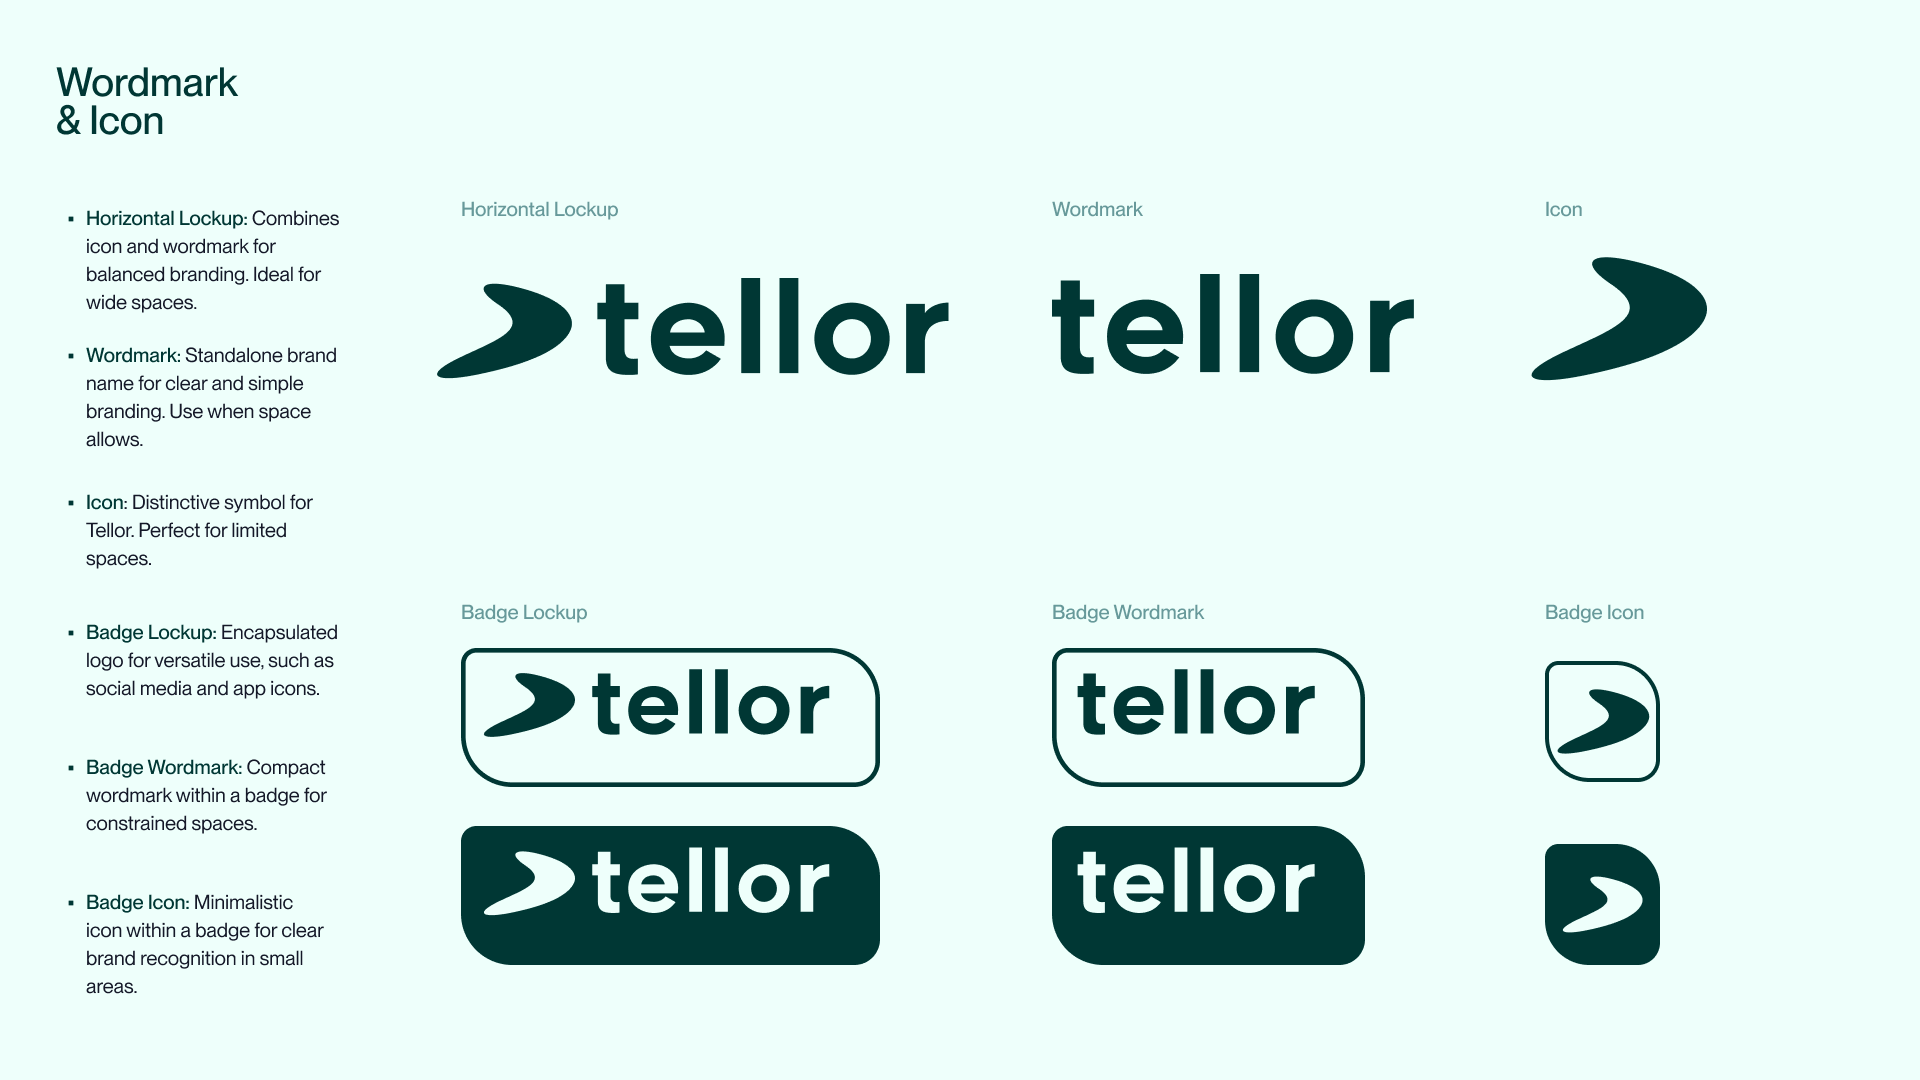 Wordmark
& Icon
▪ Horizontal Lockup: Combines
icon and wordmark for
balanced branding. Ideal for
wide spaces.
▪ Wordmark: Standalone brand
name for clear and simple
branding. Use when space
allows.
▪ Icon: Distinctive symbol for
Tellor. Perfect for limited
spaces.
▪ Badge Lockup: Encapsulated
logo for versatile use, such as
social media and app icons.
▪ Badge Wordmark: Compact
wordmark within a badge for
constrained spaces.
▪ Badge Icon: Minimalistic
icon within a badge for clear
brand recognition in small
areas.
Horizontal Lockup
tellor
Wordmark
tellor
Icon
Badge Lockup
tellor
tellor
Badge Wordmark
tellor
tellor
Badge Icon